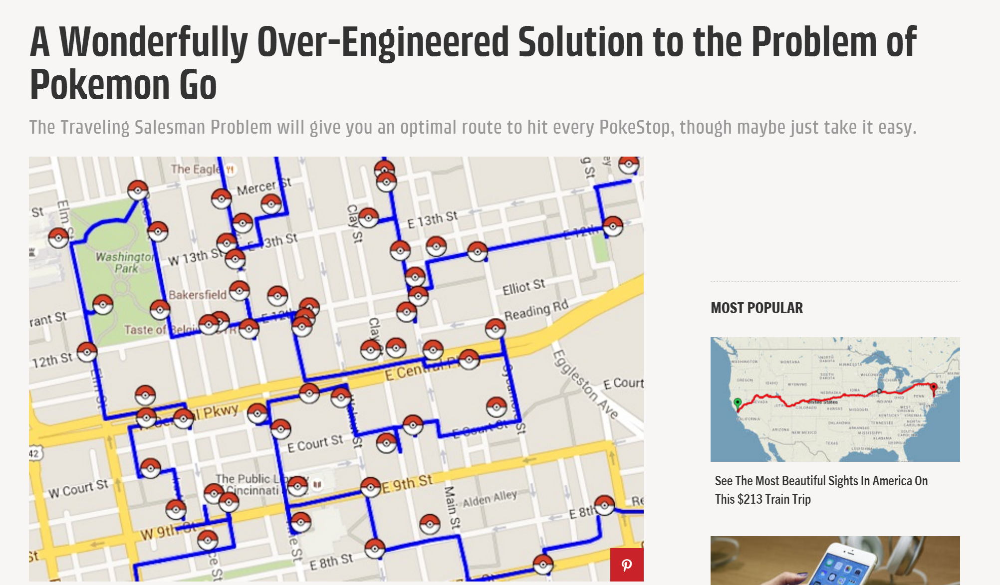 A Wonderfully Over-Engineered Solution to the Problem of
Pokemon Go
The Traveling Salesman Problem will give you an optimal route to hit every PokeStop, though maybe just take it easy.
The Eagle
Mercer St
St
Elm St
Clay St
E 13th St
E 13th St
W 13th St
E 12th
Washington
Park
Bakersfield
Elliot St
Reading Rd
rant St
E 12th
Taste of Belgi
Clay St
12th St
Elm St
E Central P
Eggleston Ave
E Court
Sycamore St
l Pkwy
Walnut St
E Court St
E Court St
42
W Court St
The Public Li
Cincinnati
E 9th St
Main St
Alden Alley
E 8th
Re
W 9th St
ne St
E 8th St
St
ce St
MOST POPULAR
WASHINGTON
MONTANA
NORTH
DAKOTA
MINNESOTA
OREGON
IDAHO
WYOMING
SOUTH
DAKOTA
WISCONSIN
MICHIGAN
IOWA
NEBRASKA
NEVADA
UTAH
COLORADO
United States
KANSAS
MISSOURI
INDIANA
OHIO
PENN
WEST
VIRGINIA
KENTUCKY
VIRGINIA
CALIFORNIA
ARIZONA
NEW MEXICO
OKLAHOMA
ARKANSAS
TENNESSEE
NORTH
CAROLINA
MISSISSIPPI
SOUTH
CAROLINA
ALABAMA
GEORGIA
TEXAS
LOUISIANA
See The Most Beautiful Sights In America On
This $213 Train Trip